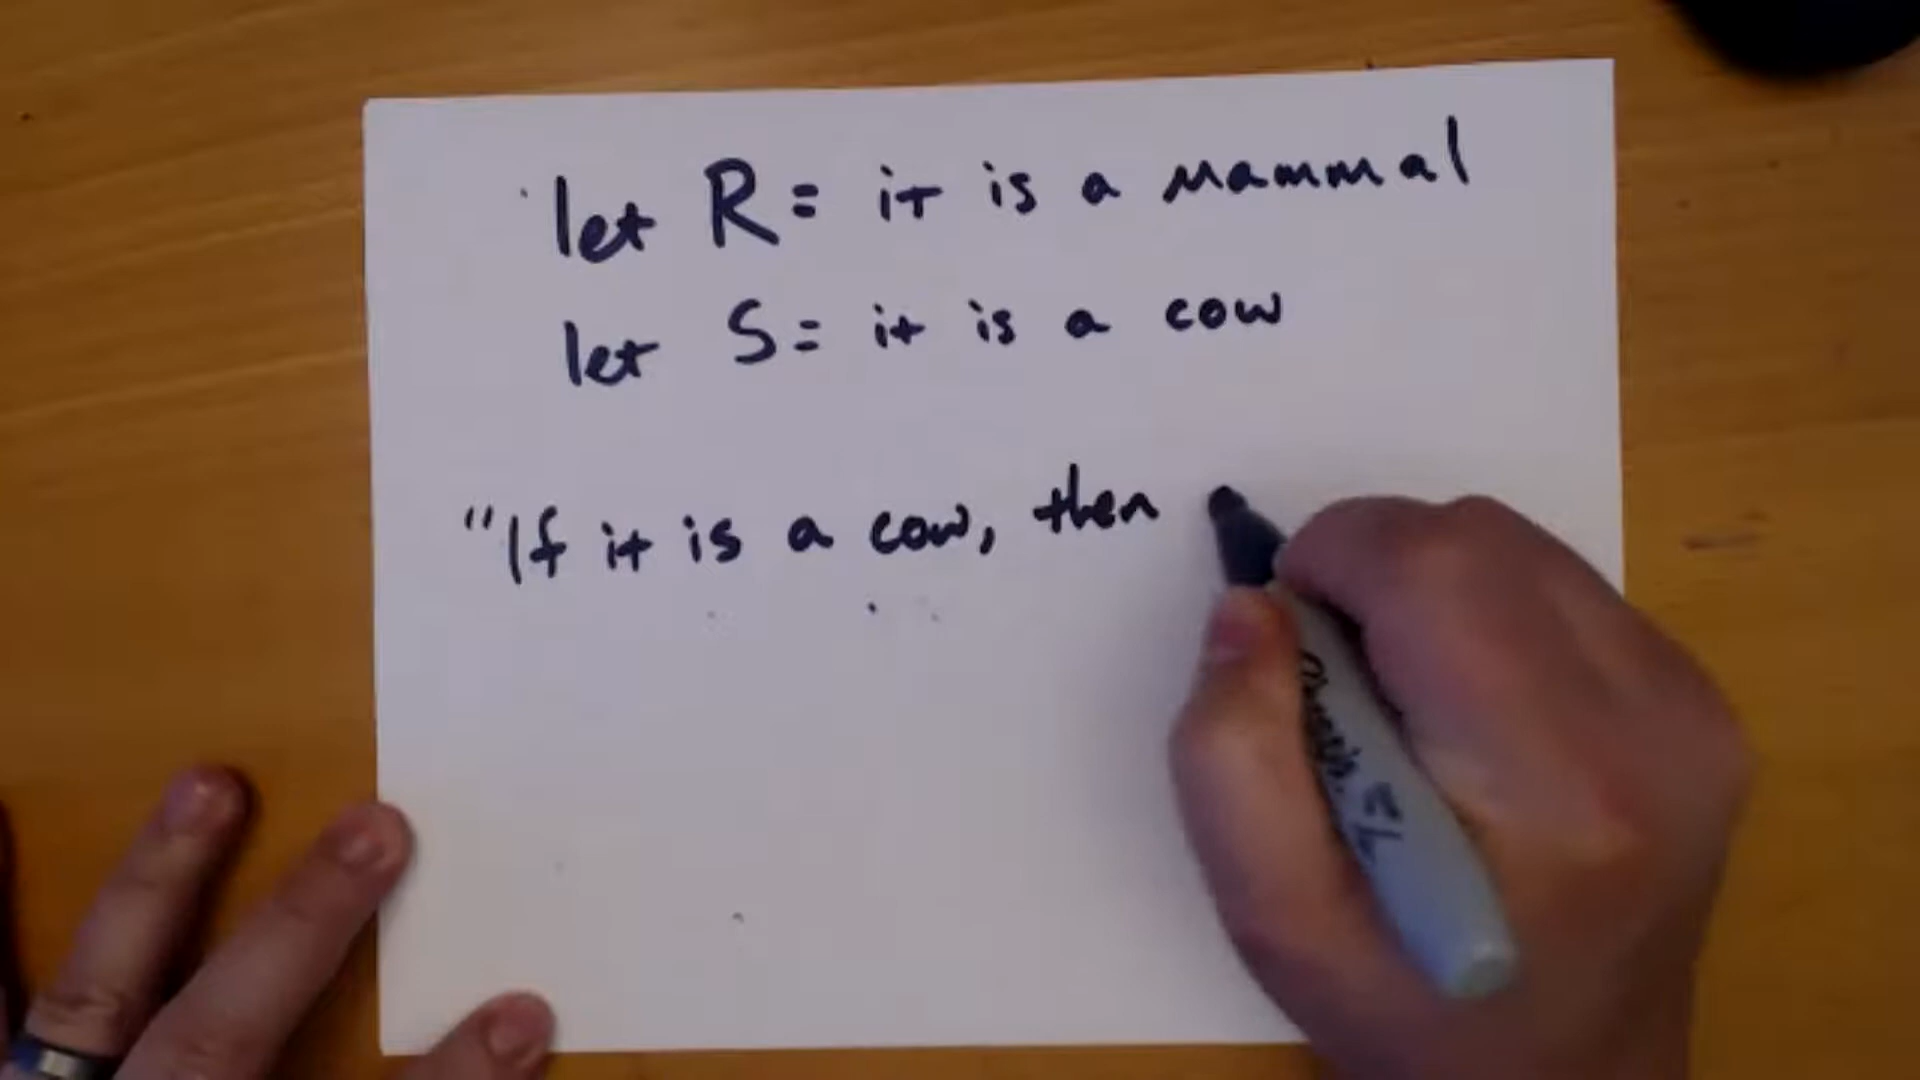 let R = it is a mammal
let S = it is a cow
"If it is a cow, then